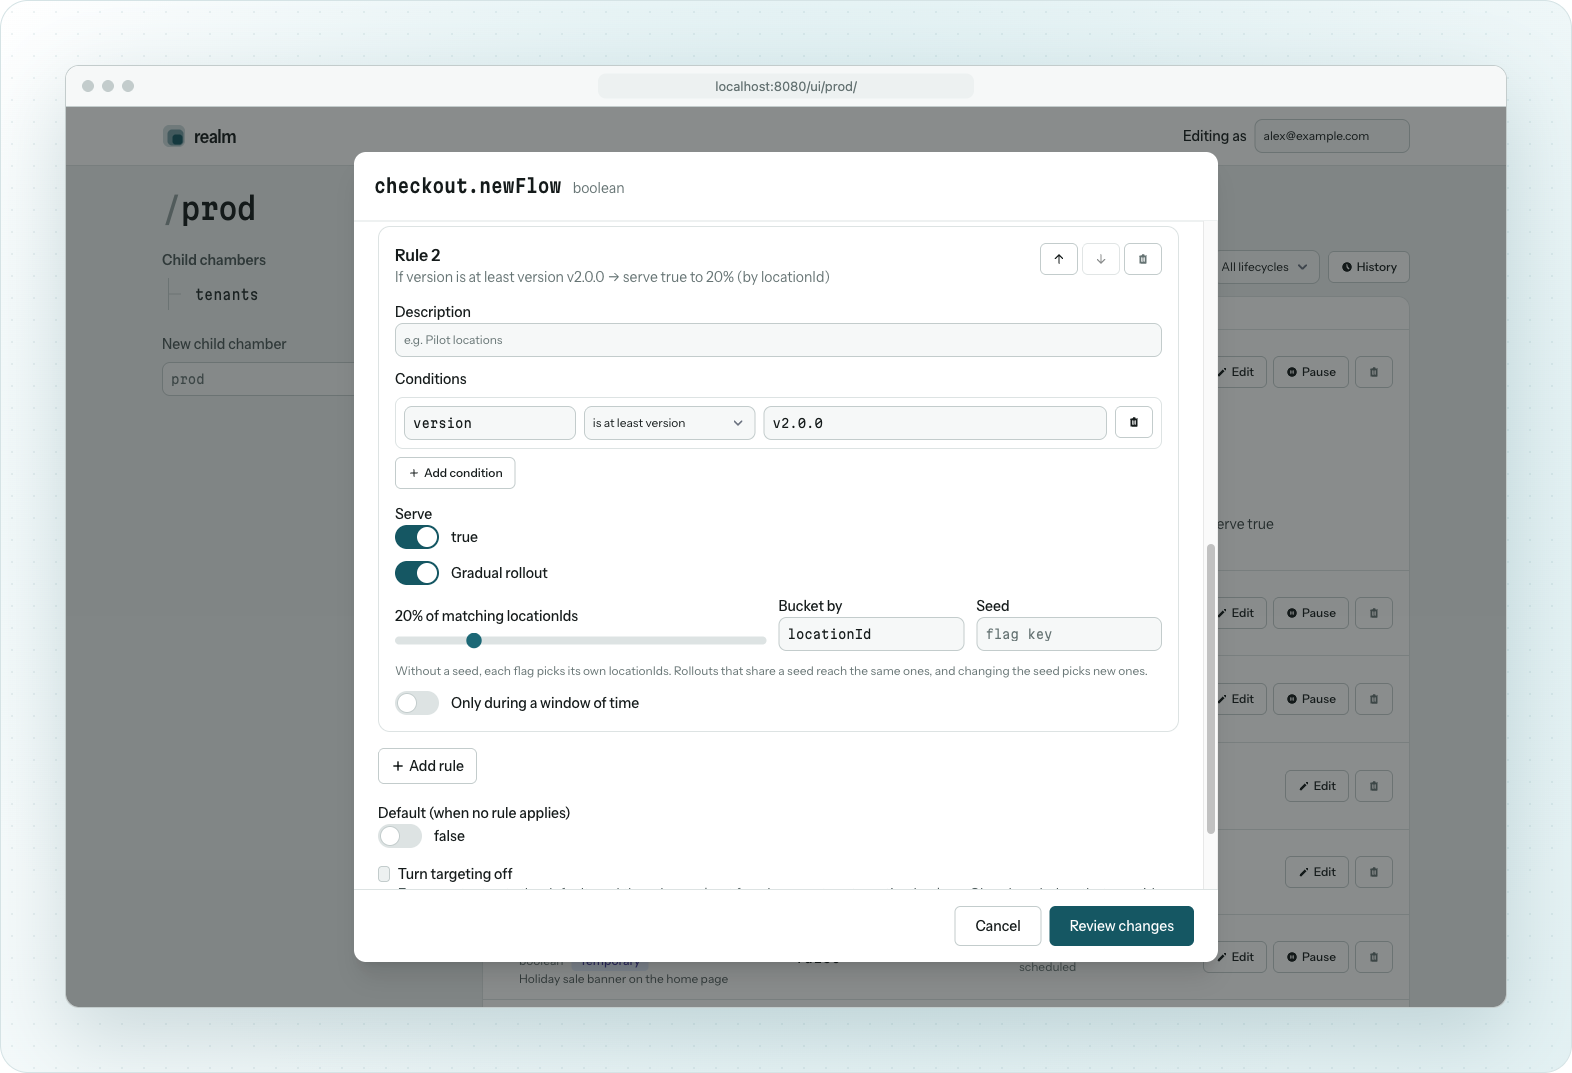 localhost:8080/ui/prod/
realm
Editing as
alex@example.com
/prod
Child chambers
tenants
New child chamber
prod
All lifecycles
History
Edit
Pause
erve true
Edit
Pause
Edit
Pause
Edit
Edit
Edit
Pause
boolean
Temporary
scheduled
Holiday sale banner on the home page
checkout.newFlow boolean
Rule 2
If version is at least version v2.0.0 → serve true to 20% (by locationId)
Description
e.g. Pilot locations
Conditions
version
is at least version
v2.0.0
+ Add condition
Serve
true
Gradual rollout
20% of matching locationIds
Bucket by
locationId
Seed
flag key
Without a seed, each flag picks its own locationIds. Rollouts that share a seed reach the same ones, and changing the seed picks new ones.
Only during a window of time
+ Add rule
Default (when no rule applies)
false
Turn targeting off
Cancel
Review changes